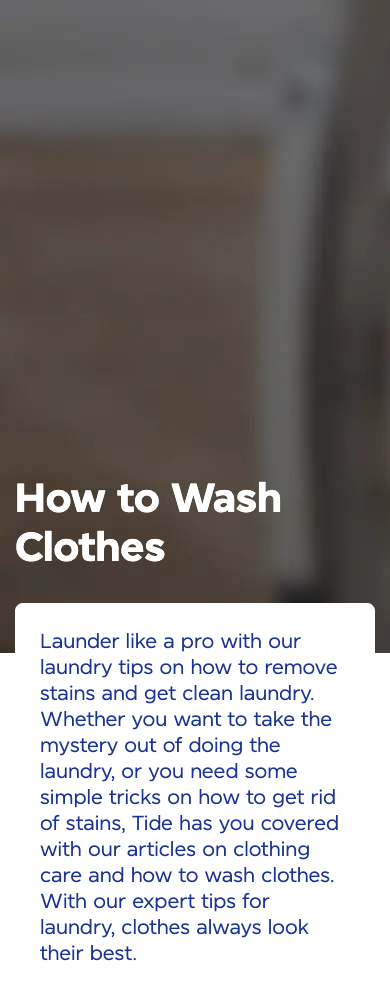 How to Wash
Clothes
Launder like a pro with our
laundry tips on how to remove
stains and get clean laundry.
Whether you want to take the
mystery out of doing the
laundry, or you need some
simple tricks on how to get rid
of stains, Tide has you covered
with our articles on clothing
care and how to wash clothes.
With our expert tips for
laundry, clothes always look
their best.